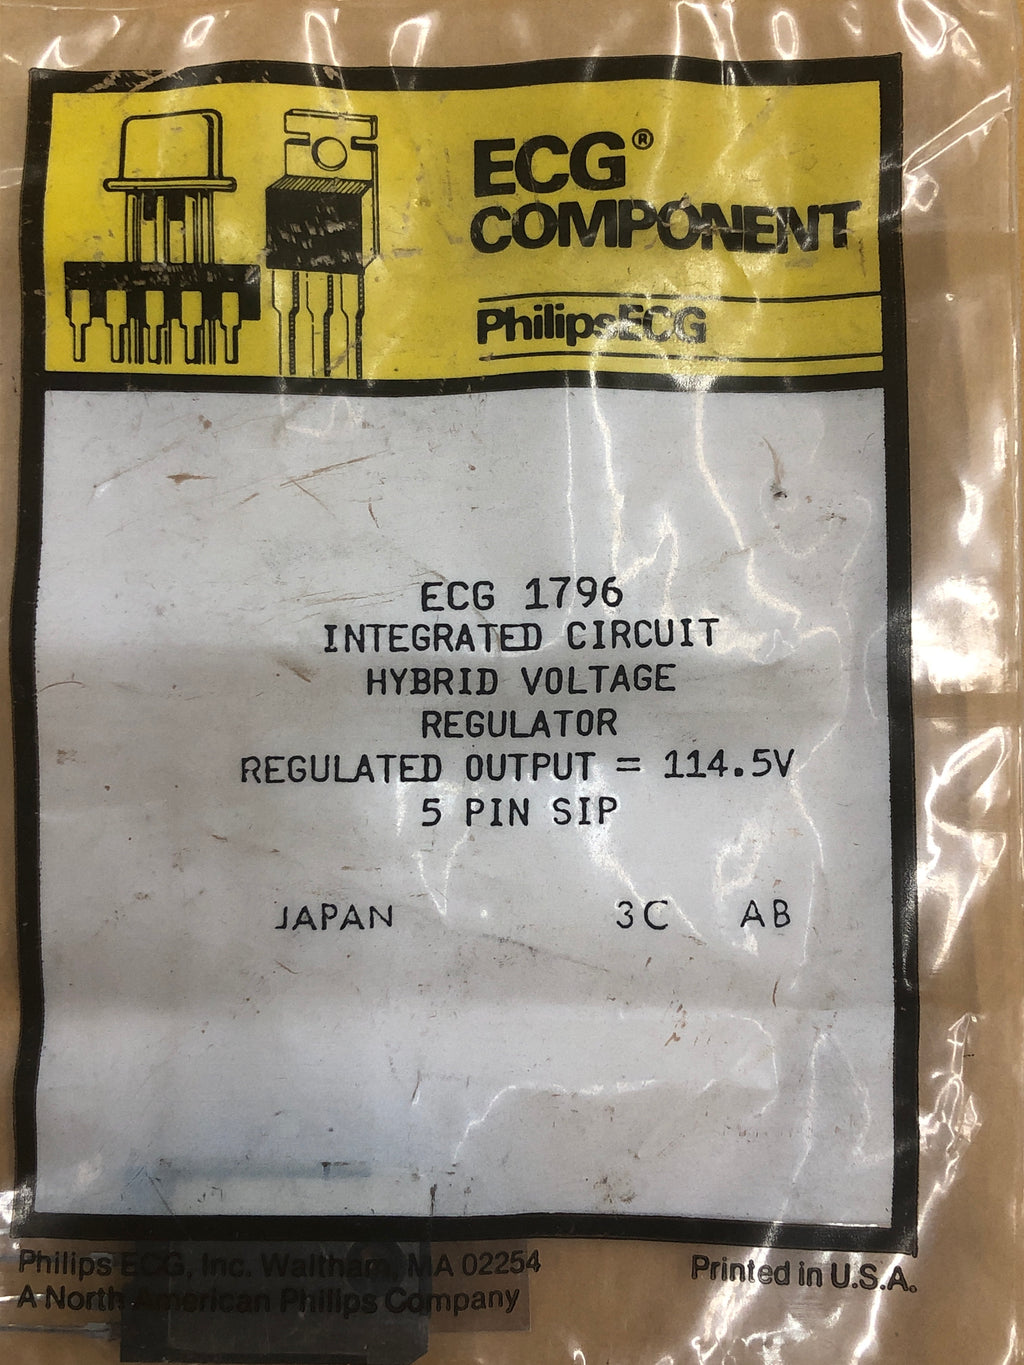 ECG®
COMPONENT
PhilipsECG
ECG 1796
INTEGRATED CIRCUIT
HYBRID VOLTAGE
REGULATOR
REGULATED OUTPUT = 114.5V
5 PIN SIP
JAPAN 3C AB
Philips ECG, Inc. Waltham, MA 02254
A North American Philips Company
Printed in U.S.A.